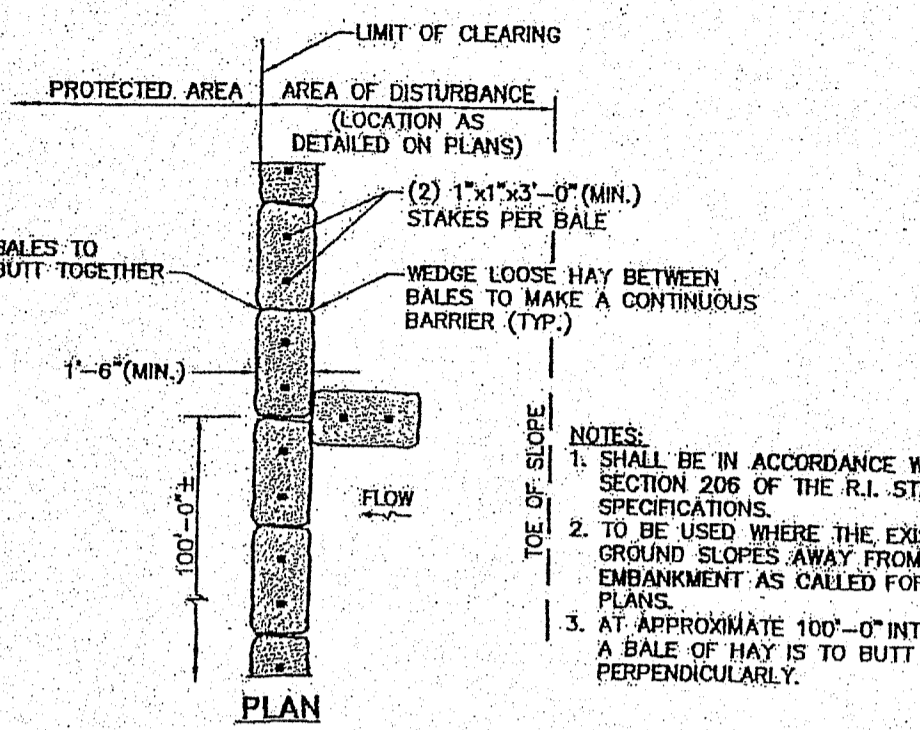 LIMIT OF CLEARING
PROTECTED AREA
AREA OF DISTURBANCE
(LOCATION AS
DETAILED ON PLANS)
(2) 1"x1"x3'-0" (MIN.)
STAKES PER BALE
BALES TO
BUTT TOGETHER
WEDGE LOOSE HAY BETWEEN
BALES TO MAKE A CONTINUOUS
BARRIER (TYP.)
1'-6" (MIN.)
100'-0" ±
FLOW
TOE OF SLOPE
NOTES:
1. SHALL BE IN ACCORDANCE
SECTION 206 OF THE R.I.
SPECIFICATIONS.
2. TO BE USED WHERE THE
GROUND SLOPES AWAY FROM
EMBANKMENT AS CALLED FOR
PLANS.
3. AT APPROXIMATE 100'-0"
A BALE OF HAY IS TO BUTT
PERPENDICULARLY.
PLAN